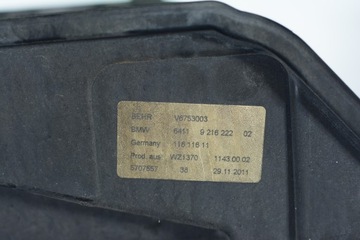 BEHR V6753003
BMW 6411 9 216 222 02
Germany 116 116 11
Prod. aus WZ1370 1143.00.02
8707857 38 29.11.2011